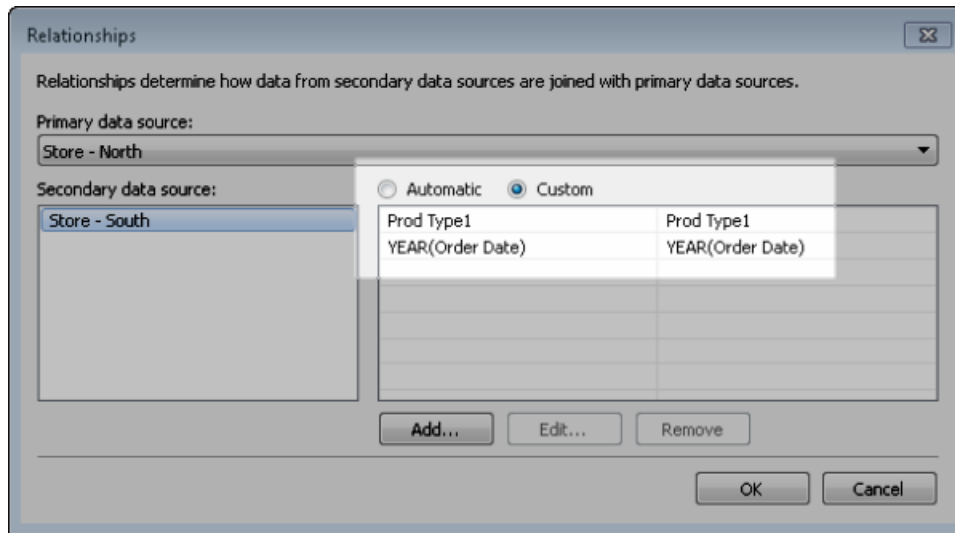 Relationships
Relationships determine how data from secondary data sources are joined with primary data sources.
Primary data source:
Store - North
Secondary data source:
Automatic Custom
Store - South
Prod Type1 Prod Type1
YEAR(Order Date) YEAR(Order Date)
Add... Edit... Remove
OK Cancel